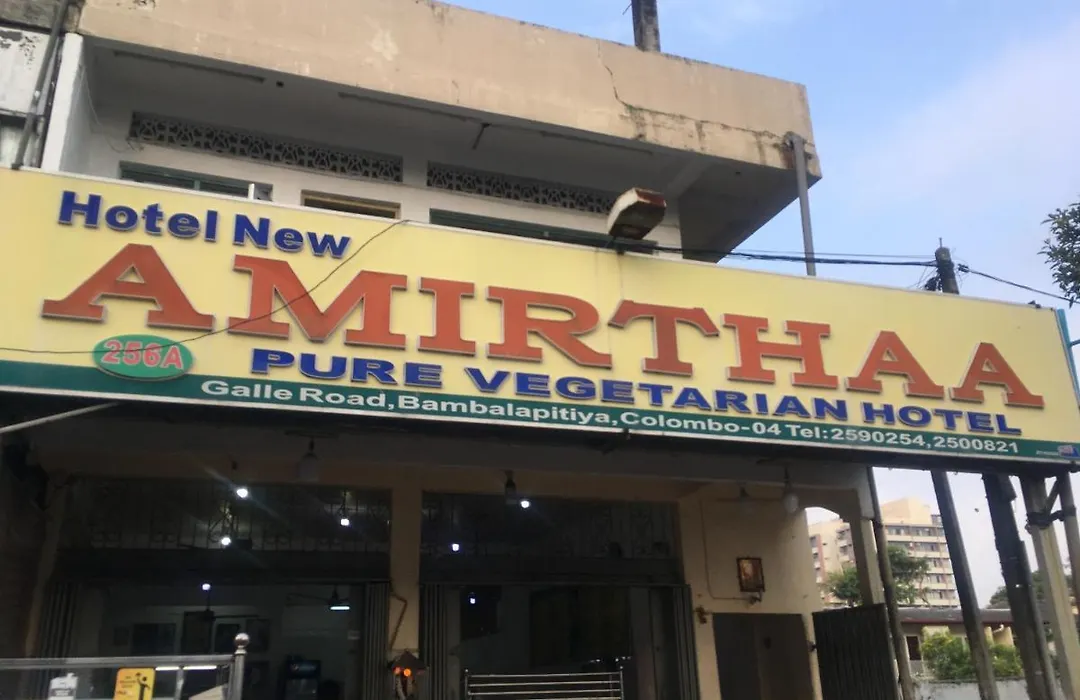 Hotel New
AMIRTHAA
256A
PURE VEGETARIAN HOTEL
Galle Road,Bambalapitiya,Colombo-04 Tel:2590254,2500821